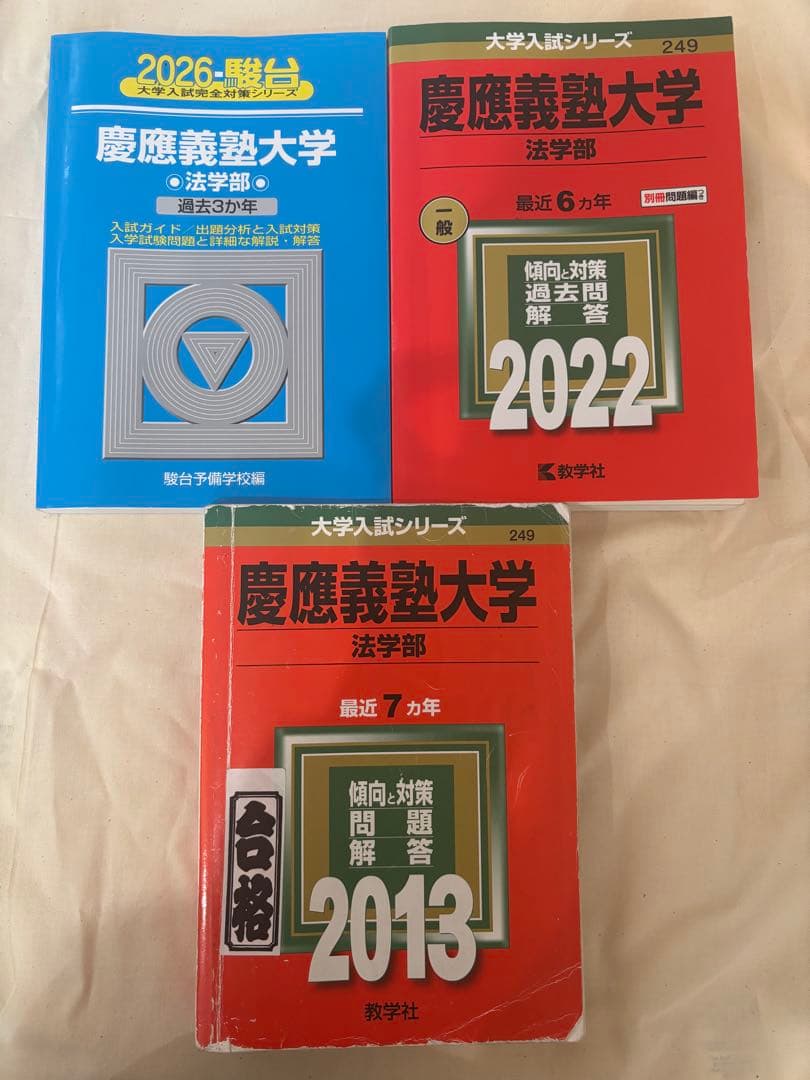 2026-駿台
大学入試完全対策シリーズ
慶應義塾大学
法学部
過去3か年
入試ガイド／出題分析と入試対策
入学試験問題と詳細な解説・解答
駿台予備学校編
大学入試シリーズ
249
慶應義塾大学
法学部
最近6ヵ年
別冊問題編つき
一般
傾向と対策
過去問
解答
2022
教学社
大学入試シリーズ
249
慶應義塾大学
法学部
最近7ヵ年
傾向と対策
問題
解答
2013
合格
教学社